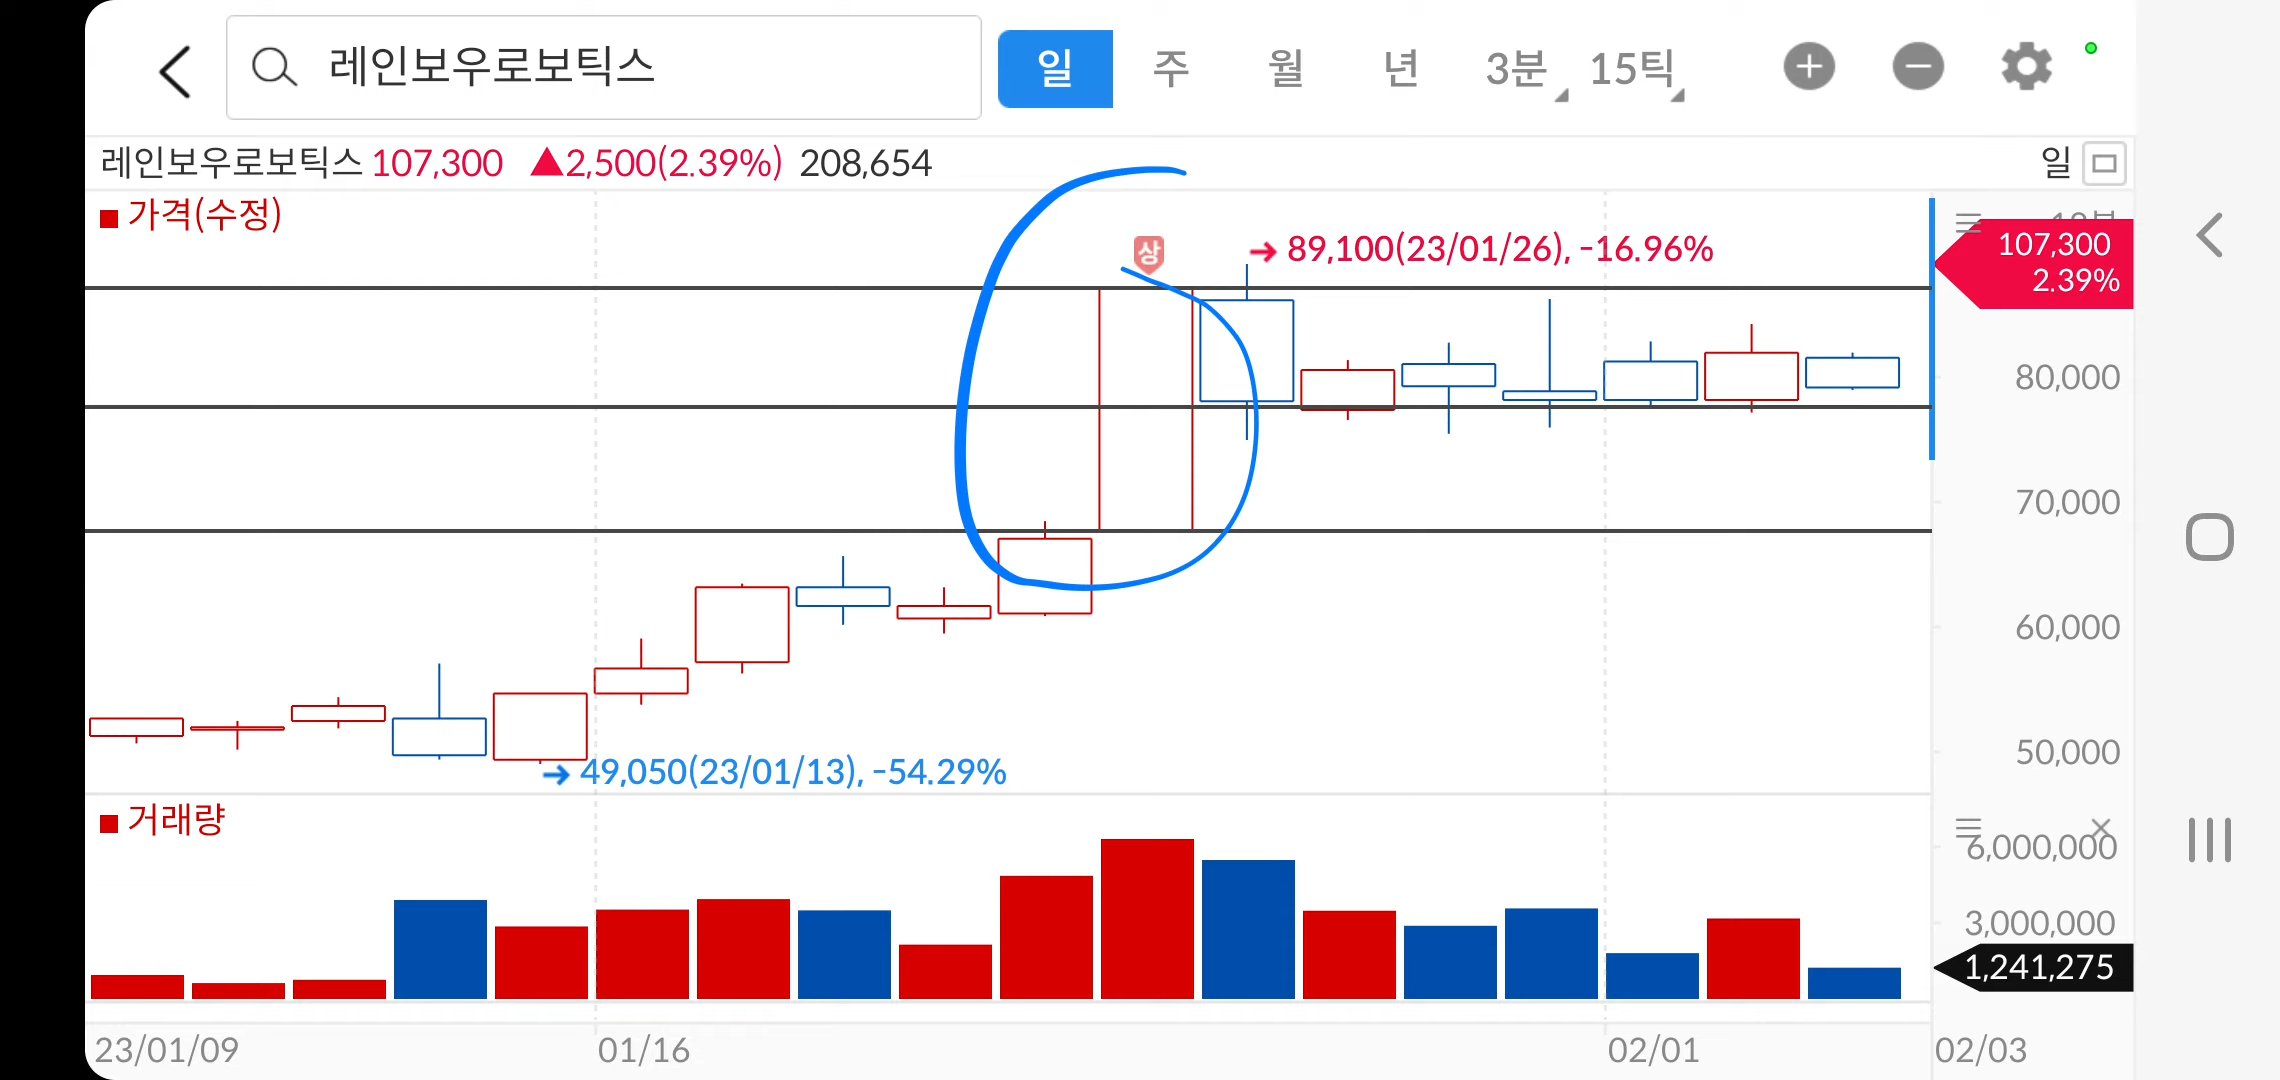 레인보우로보틱스
일 주 월 년 3분 15틱
레인보우로보틱스 107,300 ▲2,500(2.39%) 208,654 일
가격(수정)
상
→ 89,100(23/01/26), -16.96%
107,300
2.39%
80,000
70,000
60,000
50,000
→ 49,050(23/01/13), -54.29%
거래량
6,000,000
3,000,000
1,241,275
23/01/09 01/16 02/01 02/03